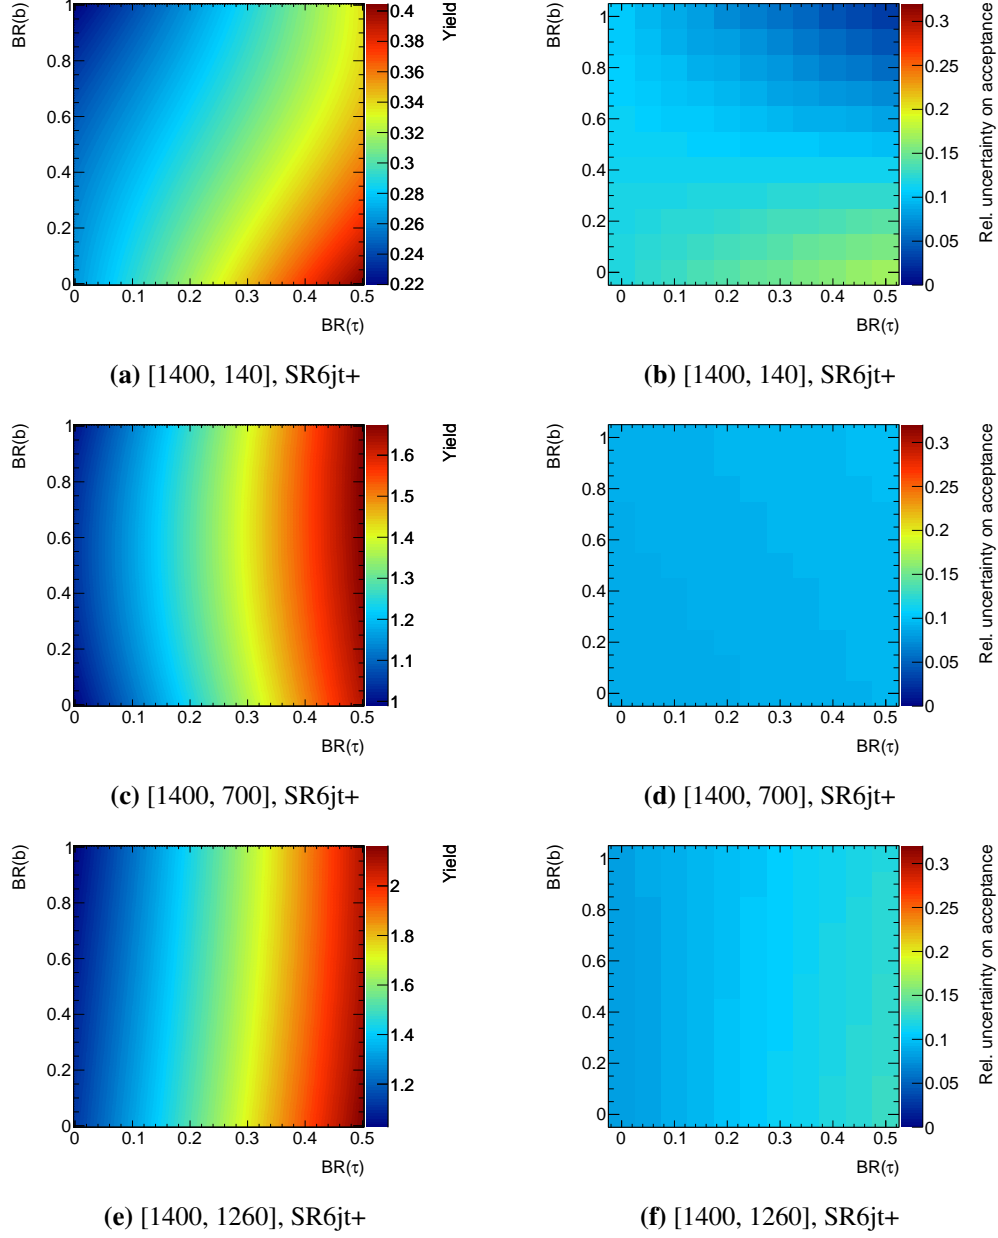 BR(b)
1
0.8
0.6
0.4
0.2
0
0 0.1 0.2 0.3 0.4 0.5
BR(τ)
0.4
0.38
0.36
0.34
0.32
0.3
0.28
0.26
0.24
0.22
Yield
(a) [1400, 140], SR6jt+
BR(b)
1
0.8
0.6
0.4
0.2
0
0 0.1 0.2 0.3 0.4 0.5
BR(τ)
0.3
0.25
0.2
0.15
0.1
0.05
0
Rel. uncertainty on acceptance
(b) [1400, 140], SR6jt+
BR(b)
1
0.8
0.6
0.4
0.2
0
0 0.1 0.2 0.3 0.4 0.5
BR(τ)
1.6
1.5
1.4
1.3
1.2
1.1
1
Yield
(c) [1400, 700], SR6jt+
BR(b)
1
0.8
0.6
0.4
0.2
0
0 0.1 0.2 0.3 0.4 0.5
BR(τ)
0.3
0.25
0.2
0.15
0.1
0.05
0
Rel. uncertainty on acceptance
(d) [1400, 700], SR6jt+
BR(b)
1
0.8
0.6
0.4
0.2
0
0 0.1 0.2 0.3 0.4 0.5
BR(τ)
2
1.8
1.6
1.4
1.2
Yield
(e) [1400, 1260], SR6jt+
BR(b)
1
0.8
0.6
0.4
0.2
0
0 0.1 0.2 0.3 0.4 0.5
BR(τ)
0.3
0.25
0.2
0.15
0.1
0.05
0
Rel. uncertainty on acceptance
(f) [1400, 1260], SR6jt+